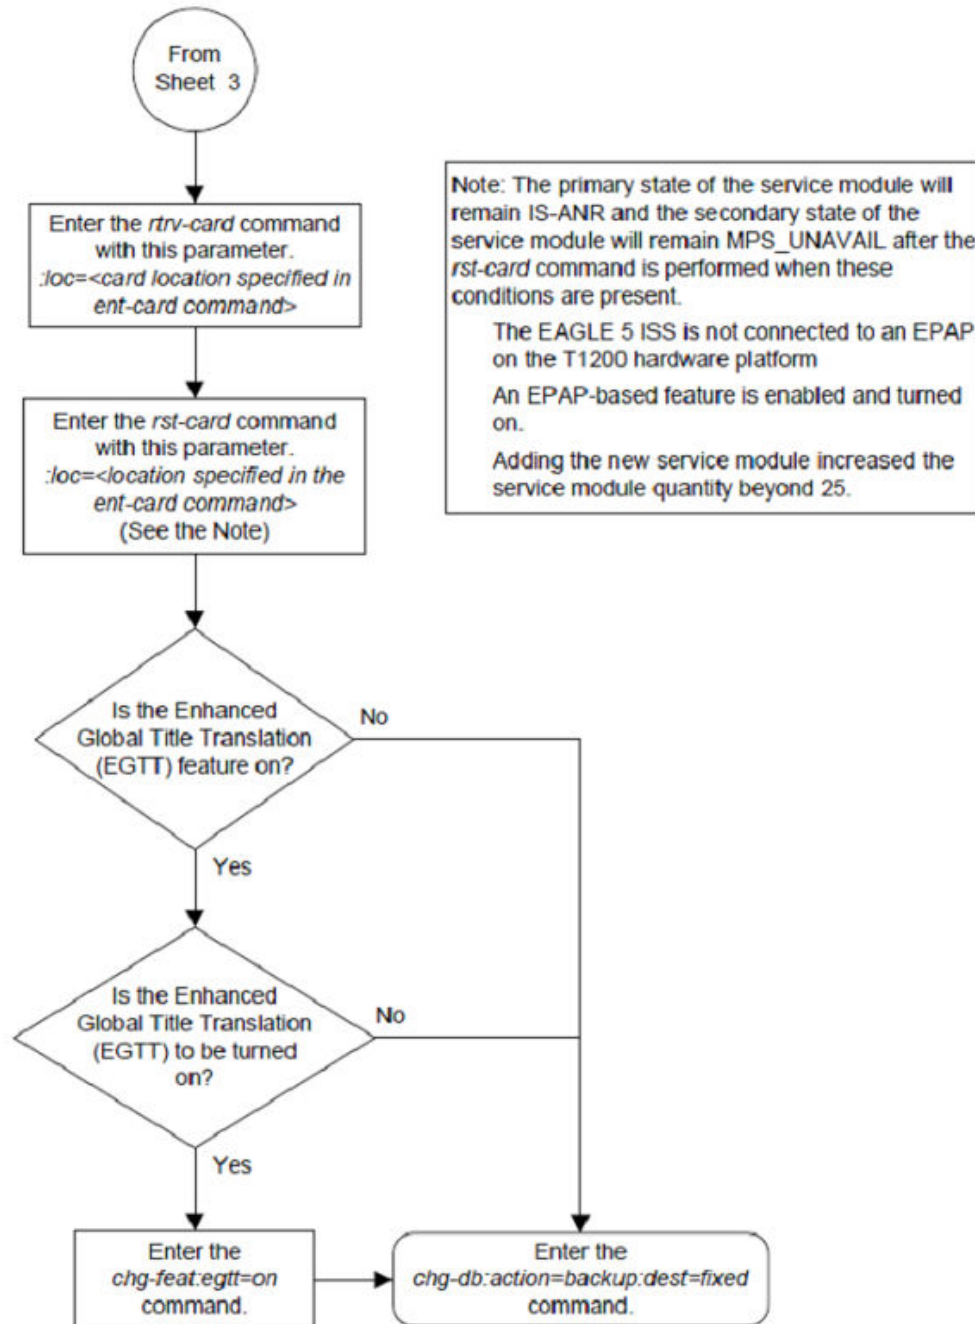 From
Sheet 3
Enter the rtrv-card command
with this parameter.
:loc=<card location specified in
ent-card command>
Note: The primary state of the service module will
remain IS-ANR and the secondary state of the
service module will remain MPS_UNAVAIL after the
rst-card command is performed when these
conditions are present.
The EAGLE 5 ISS is not connected to an EPAP
on the T1200 hardware platform
An EPAP-based feature is enabled and turned
on.
Adding the new service module increased the
service module quantity beyond 25.
Enter the rst-card command
with this parameter.
:loc=<location specified in the
ent-card command>
(See the Note)
Is the Enhanced
Global Title Translation
(EGTT) feature on?
No
Yes
Is the Enhanced
Global Title Translation
(EGTT) to be turned
on?
No
Yes
Enter the
chg-feat:egtt=on
command.
Enter the
chg-db:action=backup:dest=fixed
command.